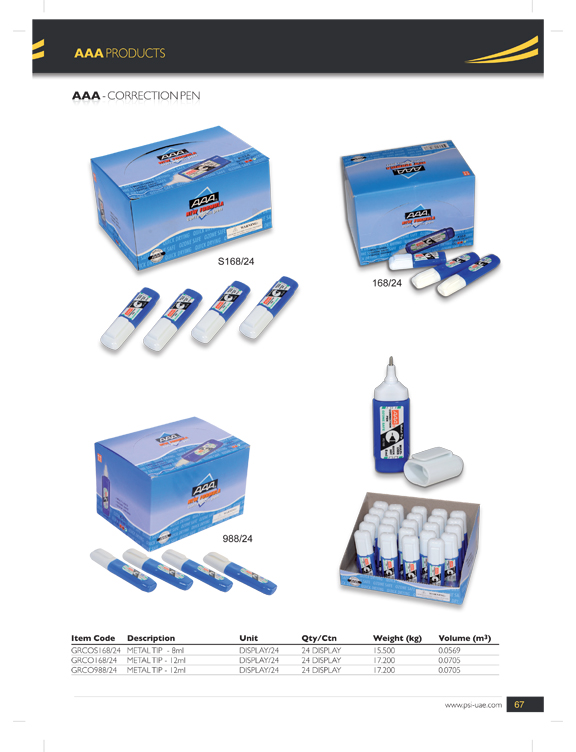 AAA PRODUCTS
AAA - CORRECTION PEN
AAA
AAA
S168/24
168/24
AAA
988/24
Item Code Description Unit Qty/Ctn Weight (kg) Volume (m³)
GRCOS168/24 METAL TIP - 8ml DISPLAY/24 24 DISPLAY 15.500 0.0569
GRCO168/24 METAL TIP - 12ml DISPLAY/24 24 DISPLAY 17.200 0.0705
GRCO988/24 METAL TIP - 12ml DISPLAY/24 24 DISPLAY 17.200 0.0705
www.psi-uae.com 67